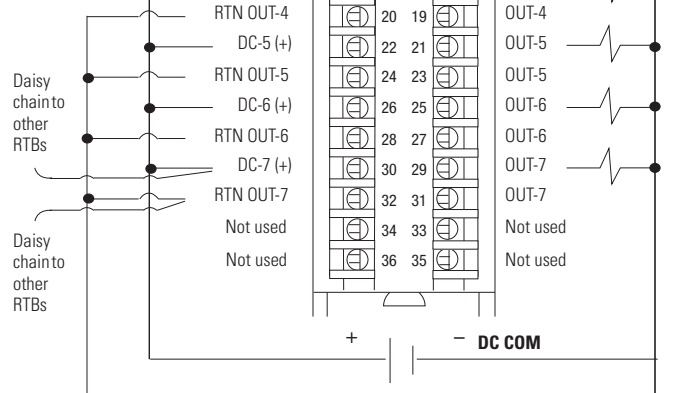 RTN OUT-4 20 19 OUT-4
DC-5 (+) 22 21 OUT-5
RTN OUT-5 24 23 OUT-5
DC-6 (+) 26 25 OUT-6
RTN OUT-6 28 27 OUT-6
DC-7 (+) 30 29 OUT-7
RTN OUT-7 32 31 OUT-7
Not used 34 33 Not used
Not used 36 35 Not used
Daisy
chain to
other
RTBs
Daisy
chain to
other
RTBs
+ − DC COM